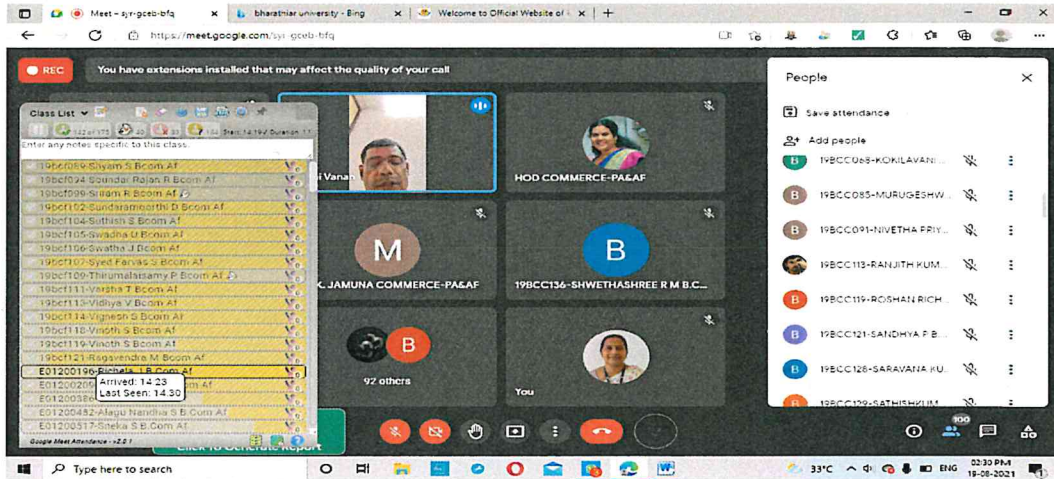 Meet - syr-gceb-bfq
bharathiar university - Bing
Welcome to Official Website of
https://meet.google.com/syr-gceb-bfq
REC
You have extensions installed that may affect the quality of your call
Class List
Start: 14:19
Enter any notes specific to this class.
19bcf089-Shyam S Bcom Af
19bcf094-Soundar Rajan R Bcom Af
19bcf099-Sriram R Bcom Af
19bcf102-Sundaramoorthi D Bcom Af
19bcf104-Suthish S Bcom Af
19bcf105-Swadha U Bcom Af
19bcf106-Swatha J Bcom Af
19bcf107-Syed Farvas S Bcom Af
19bcf109-Thirumalaisamy P Bcom Af
19bcf111-Varsha T Bcom Af
19bcf113-Vidhya V Bcom Af
19bcf114-Vignesh S Bcom Af
19bcf118-Vinoth S Bcom Af
19bcf119-Vinoth S Bcom Af
19bcf121-Ragavendra M Bcom Af
E01200196-Richela J B.Com Af
Arrived: 14:23
Last Seen: 14:30
E01200482-Alagu Nandha S B.Com Af
E01200517-Sneka S B.Com Af
Google Meet Attendance - v2.0.1
Click To Generate Report
i Vanan
HOD COMMERCE-PA&AF
M
K. JAMUNA COMMERCE-PA&AF
B
19BCC136-SHWETHASHREE R M B.C...
B
92 others
You
People
Save attendance
Add people
B
19BCC068-KOKILAVANI
B
19BCC085-MURUGESHW...
B
19BCC091-NIVETHA PRIY...
19BCC113-RANJITH KUM...
B
19BCC119-ROSHAN RICH...
B
19BCC121-SANDHYA P B...
B
19BCC128-SARAVANA KU...
B
19BCC129-SATHISHKUM
100
Type here to search
33°C
ENG
02:30 PM
19-08-2021